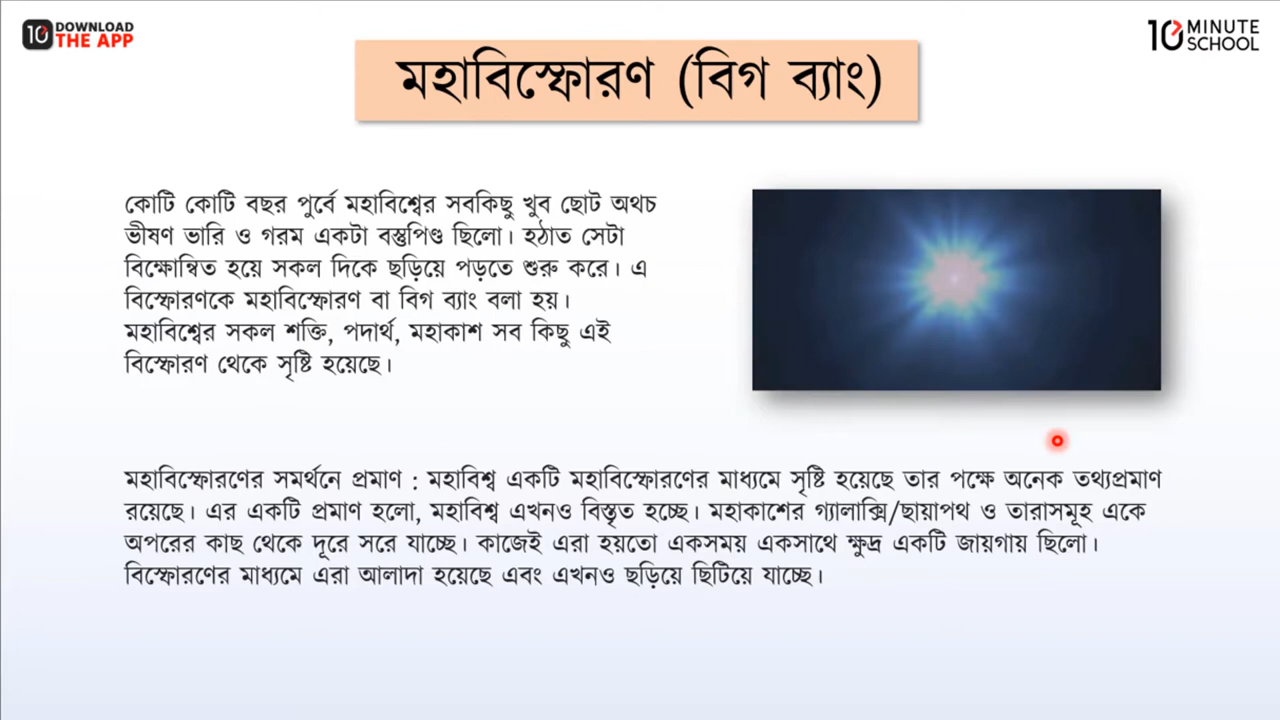 DOWNLOAD
THE APP
10 MINUTE
SCHOOL
মহাবিস্ফোরণ (বিগ ব্যাং)
কোটি কোটি বছর পুর্বে মহাবিশ্বের সবকিছু খুব ছোট অথচ
ভীষণ ভারি ও গরম একটা বস্তুপিণ্ড ছিলো। হঠাত সেটা
বিক্ষোন্বিত হয়ে সকল দিকে ছড়িয়ে পড়তে শুরু করে। এ
বিস্ফোরণকে মহাবিস্ফোরণ বা বিগ ব্যাং বলা হয়।
মহাবিশ্বের সকল শক্তি, পদার্থ, মহাকাশ সব কিছু এই
বিস্ফোরণ থেকে সৃষ্টি হয়েছে।
মহাবিস্ফোরণের সমর্থনে প্রমাণ : মহাবিশ্ব একটি মহাবিস্ফোরণের মাধ্যমে সৃষ্টি হয়েছে তার পক্ষে অনেক তথ্যপ্রমাণ
রয়েছে। এর একটি প্রমাণ হলো, মহাবিশ্ব এখনও বিস্তৃত হচ্ছে। মহাকাশের গ্যালাক্সি/ছায়াপথ ও তারাসমূহ একে
অপরের কাছ থেকে দূরে সরে যাচ্ছে। কাজেই এরা হয়তো একসময় একসাথে ক্ষুদ্র একটি জায়গায় ছিলো।
বিস্ফোরণের মাধ্যমে এরা আলাদা হয়েছে এবং এখনও ছড়িয়ে ছিটিয়ে যাচ্ছে।